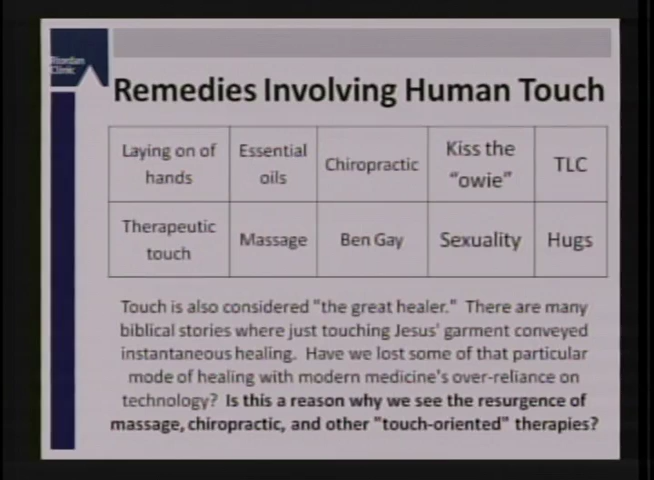 Riordan
Clinic
Remedies Involving Human Touch
Laying on of hands
Essential oils
Chiropractic
Kiss the "owie"
TLC
Therapeutic touch
Massage
Ben Gay
Sexuality
Hugs
Touch is also considered "the great healer." There are many
biblical stories where just touching Jesus' garment conveyed
instantaneous healing. Have we lost some of that particular
mode of healing with modern medicine's over-reliance on
technology? Is this a reason why we see the resurgence of
massage, chiropractic, and other "touch-oriented" therapies?